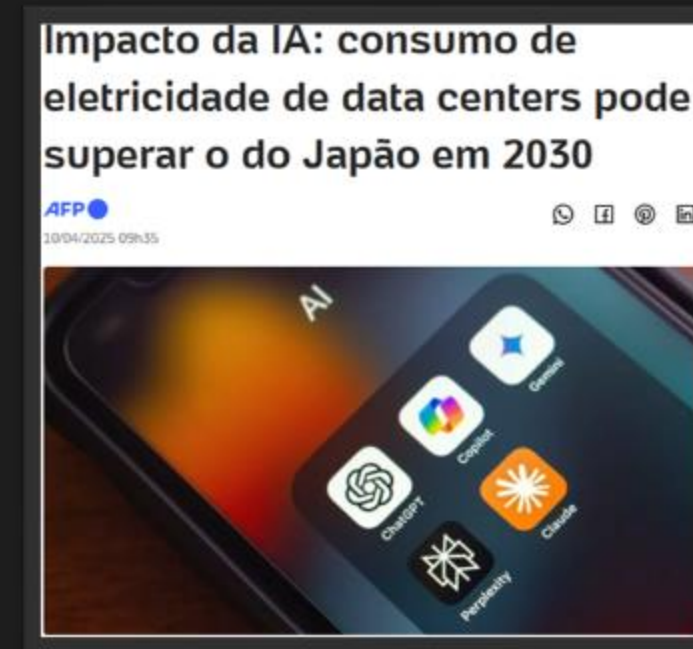 Impacto da IA: consumo de
eletricidade de data centers pode
superar o do Japão em 2030
AFP
10/04/2025 09h35
AI
Gemini
Copilot
ChatGPT
Claude
Perplexity